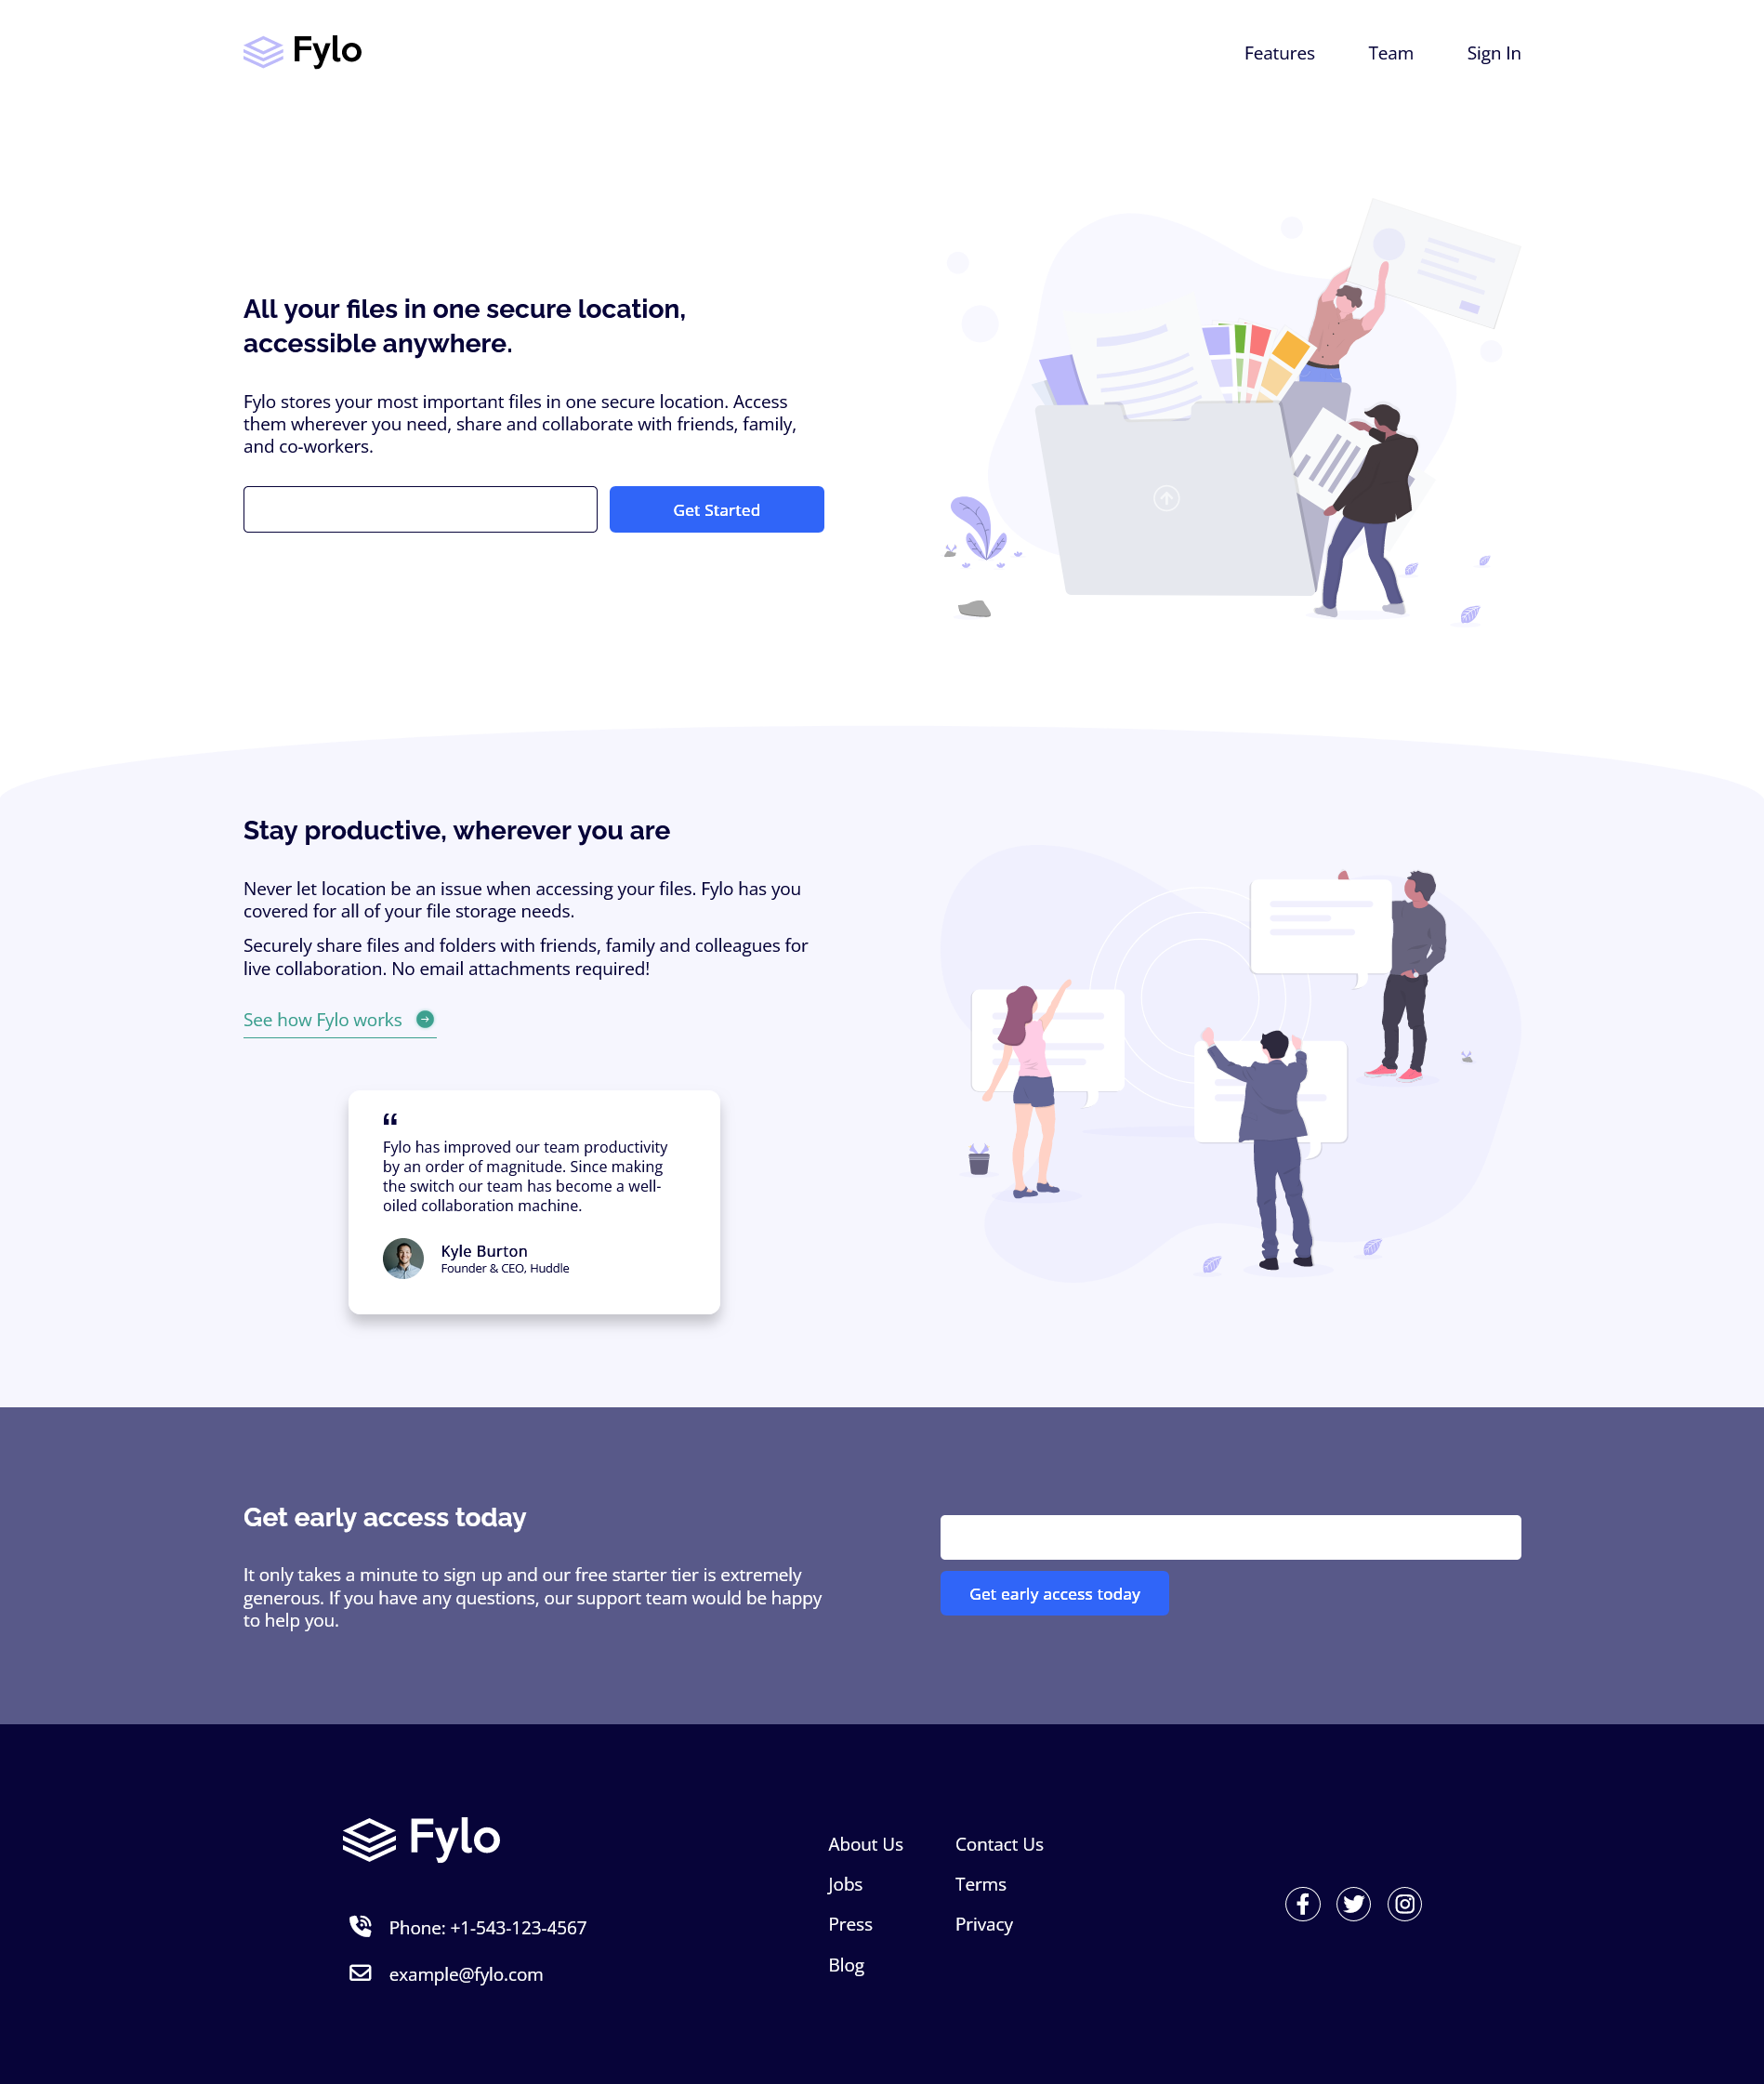 Fylo
Features
Team
Sign In
All your files in one secure location,
accessible anywhere.
Fylo stores your most important files in one secure location. Access
them wherever you need, share and collaborate with friends, family,
and co-workers.
Get Started
Stay productive, wherever you are
Never let location be an issue when accessing your files. Fylo has you
covered for all of your file storage needs.
Securely share files and folders with friends, family and colleagues for
live collaboration. No email attachments required!
See how Fylo works
“
Fylo has improved our team productivity
by an order of magnitude. Since making
the switch our team has become a well-
oiled collaboration machine.
Kyle Burton
Founder & CEO, Huddle
Get early access today
It only takes a minute to sign up and our free starter tier is extremely
generous. If you have any questions, our support team would be happy
to help you.
Get early access today
Fylo
Phone: +1-543-123-4567
example@fylo.com
About Us
Jobs
Press
Blog
Contact Us
Terms
Privacy